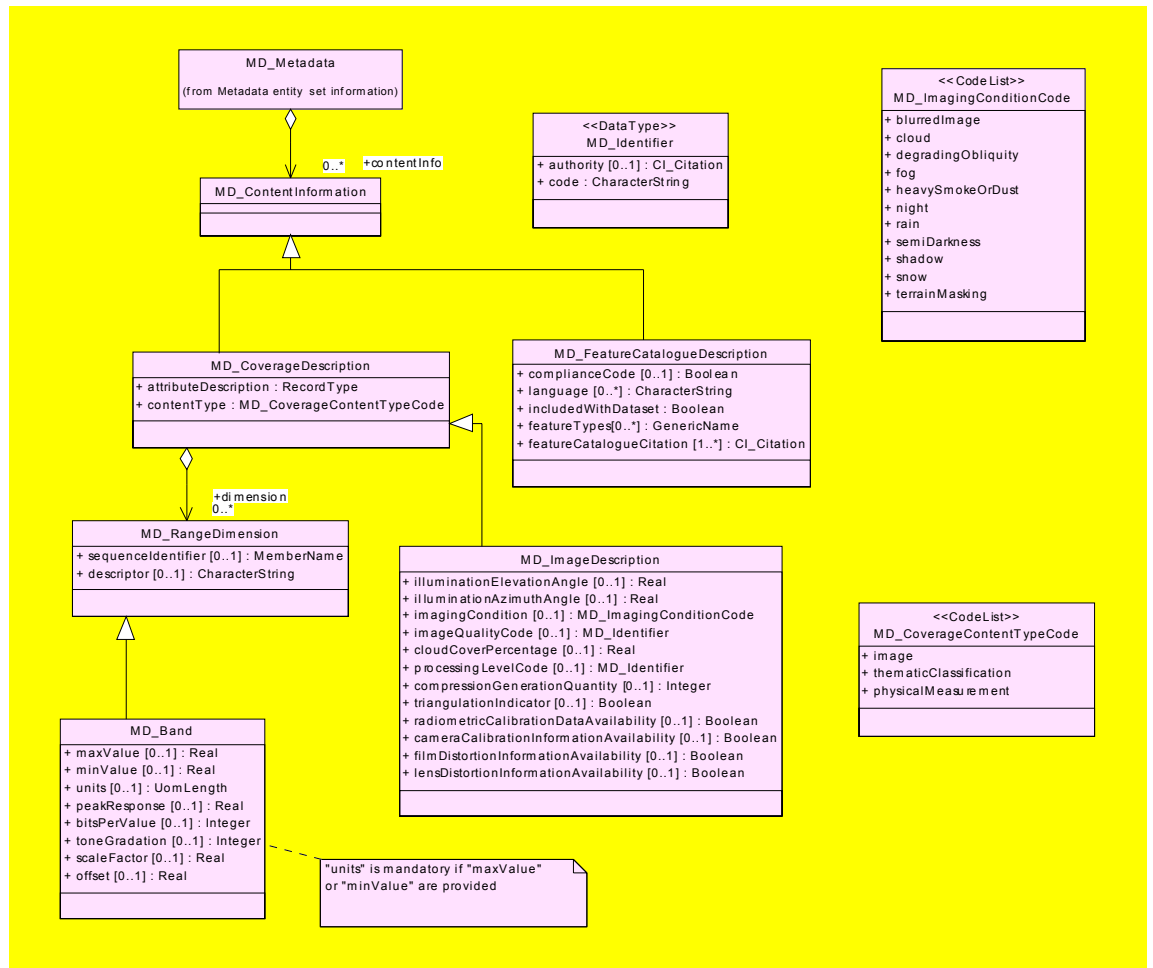 MD_Metadata
(from Metadata entity set information)
0..*
+contentInfo
MD_ContentInformation
<<DataType>>
MD_Identifier
+ authority [0..1] : CI_Citation
+ code : CharacterString
<<CodeList>>
MD_ImagingConditionCode
+ blurredImage
+ cloud
+ degradingObliquity
+ fog
+ heavySmokeOrDust
+ night
+ rain
+ semiDarkness
+ shadow
+ snow
+ terrainMasking
MD_CoverageDescription
+ attributeDescription : RecordType
+ contentType : MD_CoverageContentTypeCode
MD_FeatureCatalogueDescription
+ complianceCode [0..1] : Boolean
+ language [0..*] : CharacterString
+ includedWithDataset : Boolean
+ featureTypes[0..*] : GenericName
+ featureCatalogueCitation [1..*] : CI_Citation
+dimension
0..*
MD_RangeDimension
+ sequenceIdentifier [0..1] : MemberName
+ descriptor [0..1] : CharacterString
MD_ImageDescription
+ illuminationElevationAngle [0..1] : Real
+ illuminationAzimuthAngle [0..1] : Real
+ imagingCondition [0..1] : MD_ImagingConditionCode
+ imageQualityCode [0..1] : MD_Identifier
+ cloudCoverPercentage [0..1] : Real
+ processingLevelCode [0..1] : MD_Identifier
+ compressionGenerationQuantity [0..1] : Integer
+ triangulationIndicator [0..1] : Boolean
+ radiometricCalibrationDataAvailability [0..1] : Boolean
+ cameraCalibrationInformationAvailability [0..1] : Boolean
+ filmDistortionInformationAvailability [0..1] : Boolean
+ lensDistortionInformationAvailability [0..1] : Boolean
<<CodeList>>
MD_CoverageContentTypeCode
+ image
+ thematicClassification
+ physicalMeasurement
MD_Band
+ maxValue [0..1] : Real
+ minValue [0..1] : Real
+ units [0..1] : UomLength
+ peakResponse [0..1] : Real
+ bitsPerValue [0..1] : Integer
+ toneGradation [0..1] : Integer
+ scaleFactor [0..1] : Real
+ offset [0..1] : Real
"units" is mandatory if "maxValue"
or "minValue" are provided